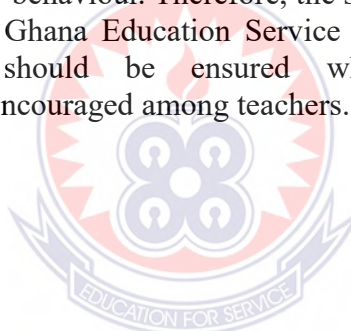 behaviour. Therefore, the s
Ghana Education Service
should be ensured w
ncouraged among teachers.
EDUCATION FOR SERVICE